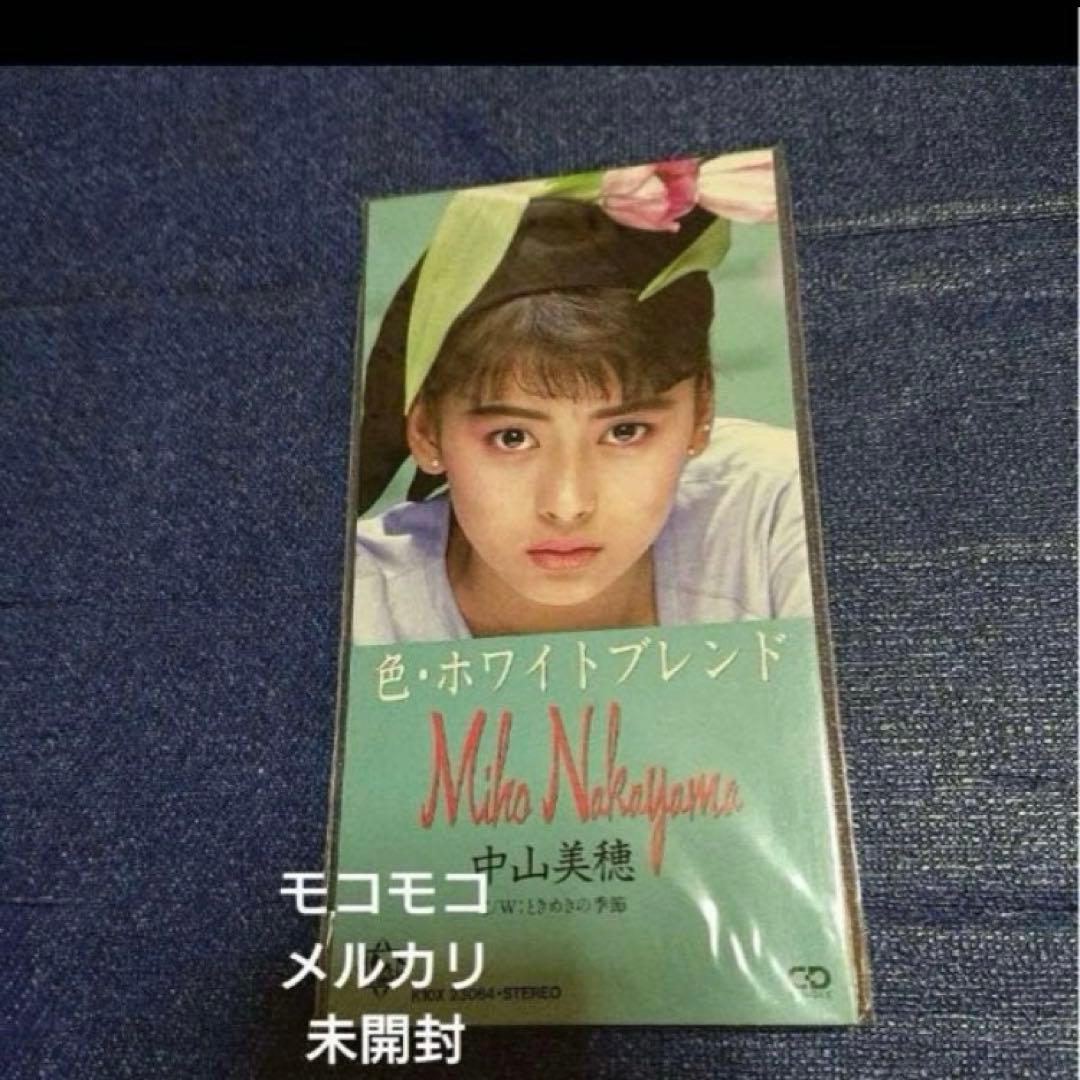 色・ホワイトブレンド
Miho Nakayama
中山美穂
C/W:ときめきの季節
K10X 23064・STEREO
CD
モコモコ
メルカリ
未開封